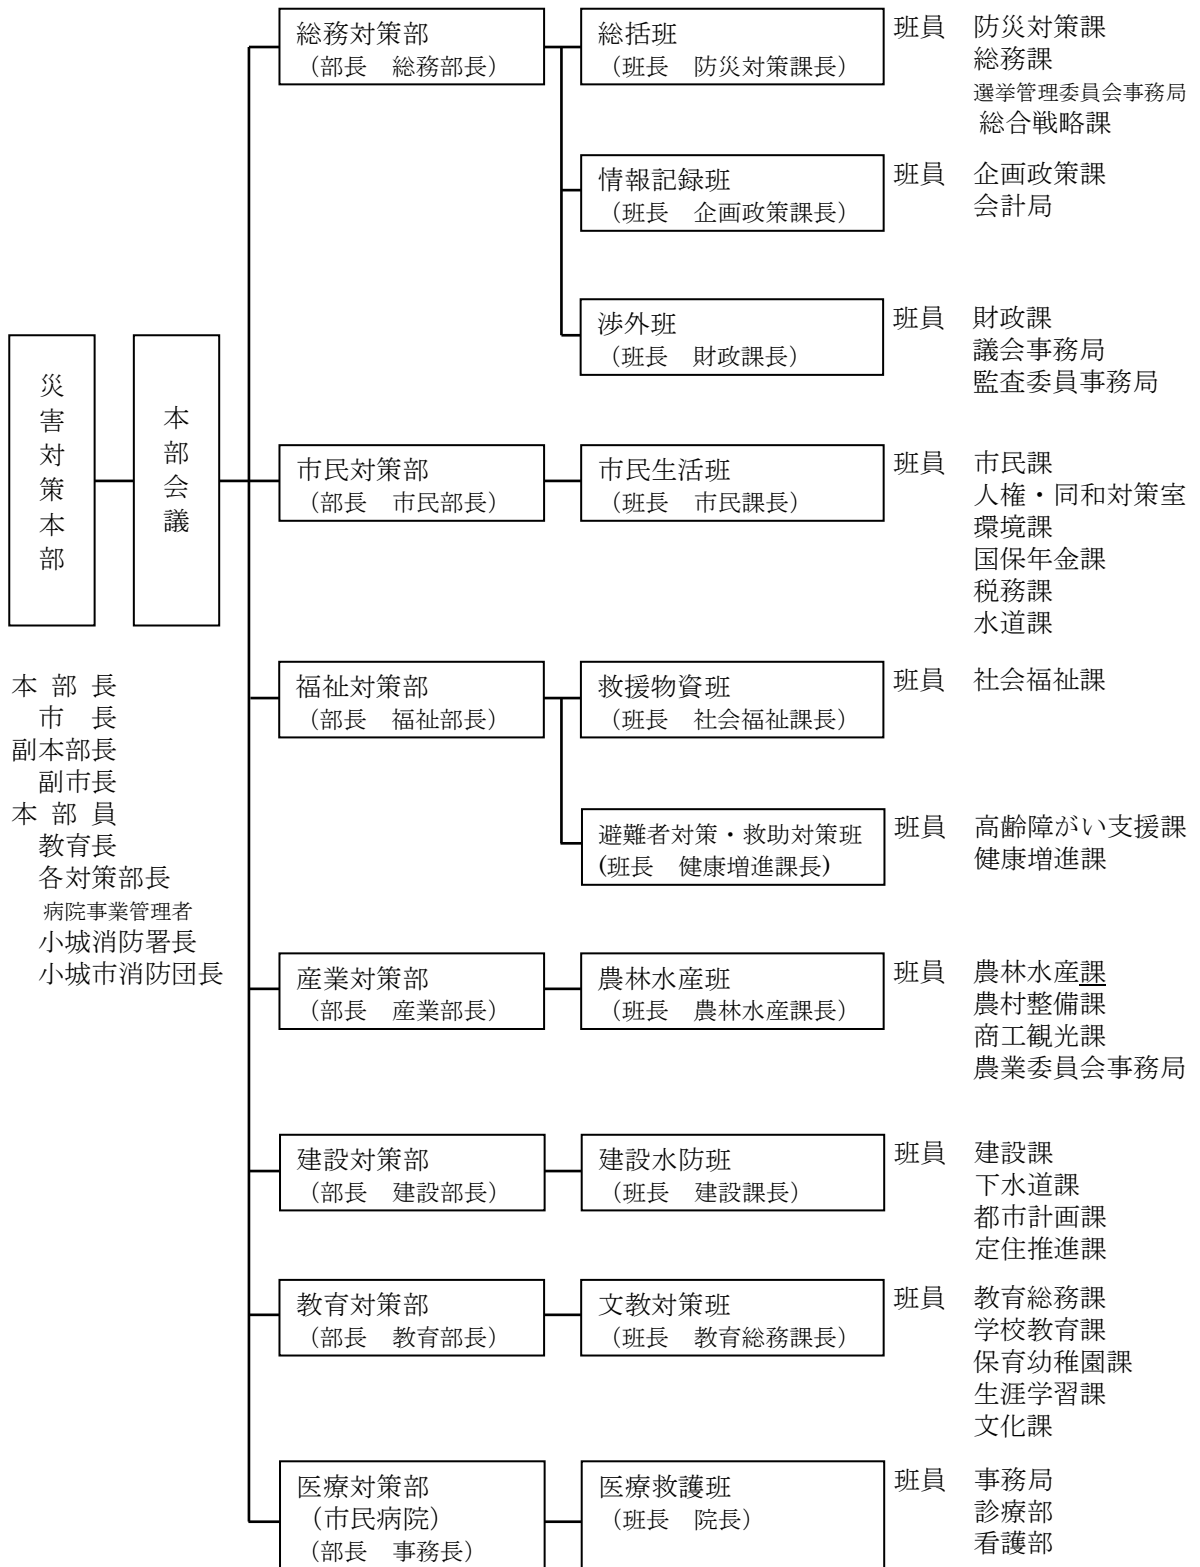 災害対策本部
本部会議
本 部 長
市　長
副本部長
副市長
本 部 員
教育長
各対策部長
病院事業管理者
小城消防署長
小城市消防団長
総務対策部
（部長　総務部長）
総括班
（班長　防災対策課長）
班員　防災対策課
総務課
選挙管理委員会事務局
総合戦略課
情報記録班
（班長　企画政策課長）
班員　企画政策課
会計局
渉外班
（班長　財政課長）
班員　財政課
議会事務局
監査委員事務局
市民対策部
（部長　市民部長）
市民生活班
（班長　市民課長）
班員　市民課
人権・同和対策室
環境課
国保年金課
税務課
水道課
福祉対策部
（部長　福祉部長）
救援物資班
（班長　社会福祉課長）
班員　社会福祉課
避難者対策・救助対策班
(班長　健康増進課長)
班員　高齢障がい支援課
健康増進課
産業対策部
（部長　産業部長）
農林水産班
（班長　農林水産課長）
班員　農林水産課
農村整備課
商工観光課
農業委員会事務局
建設対策部
（部長　建設部長）
建設水防班
（班長　建設課長）
班員　建設課
下水道課
都市計画課
定住推進課
教育対策部
（部長　教育部長）
文教対策班
（班長　教育総務課長）
班員　教育総務課
学校教育課
保育幼稚園課
生涯学習課
文化課
医療対策部
（市民病院）
（部長　事務長）
医療救護班
（班長　院長）
班員　事務局
診療部
看護部